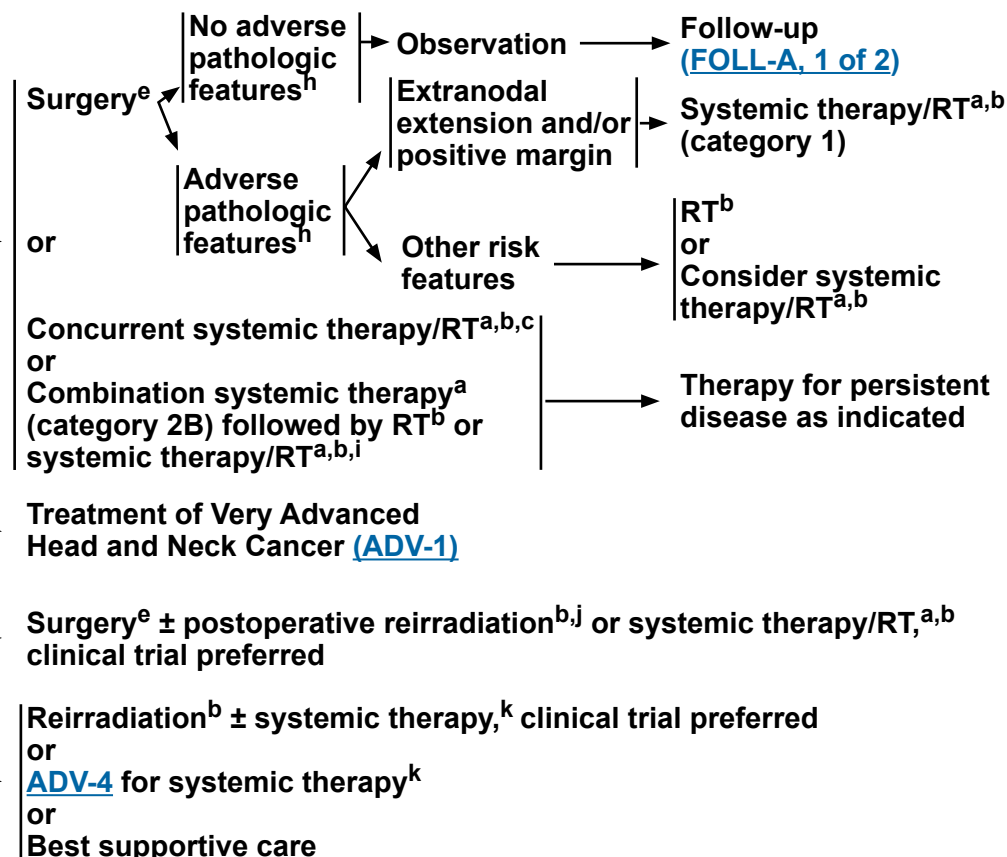 No adverse
pathologic
features^h
Observation
Follow-up
(FOLL-A, 1 of 2)
Surgery^e
Extranodal
extension and/or
positive margin
Systemic therapy/RT^a,b
(category 1)
Adverse
pathologic
features^h
or
Other risk
features
RT^b
or
Consider systemic
therapy/RT^a,b
Concurrent systemic therapy/RT^a,b,c
or
Combination systemic therapy^a
(category 2B) followed by RT^b or
systemic therapy/RT^a,b,i
Therapy for persistent
disease as indicated
Treatment of Very Advanced
Head and Neck Cancer (ADV-1)
Surgery^e ± postoperative reirradiation^b,j or systemic therapy/RT,^a,b
clinical trial preferred
Reirradiation^b ± systemic therapy,^k clinical trial preferred
or
ADV-4 for systemic therapy^k
or
Best supportive care